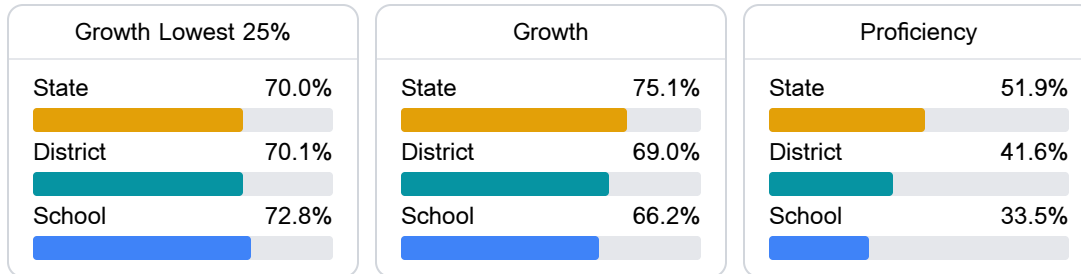 Growth Lowest 25%
State 70.0%
District 70.1%
School 72.8%
Growth
State 75.1%
District 69.0%
School 66.2%
Proficiency
State 51.9%
District 41.6%
School 33.5%